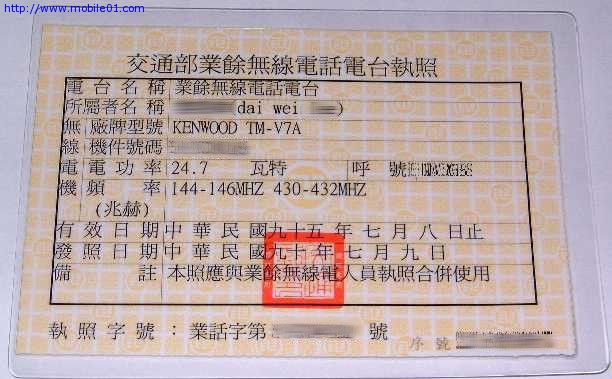 http://www.mobile01.com
交通部業餘無線電話電台執照
電台名稱 業餘無線電話電台
所屬者名稱 (dai wei )
無 廠牌型號 KENWOOD TM-V7A
線 機件號碼
電 電功率 24.7 瓦特 呼號
機 頻率 144-146MHZ 430-432MHZ
(兆赫)
有效日期 中華民國九十五年七月八日止
發照日期 中華民國九十年七月九日
備註 本照應與業餘無線電人員執照合併使用
執照字號：業話字第 號 序號